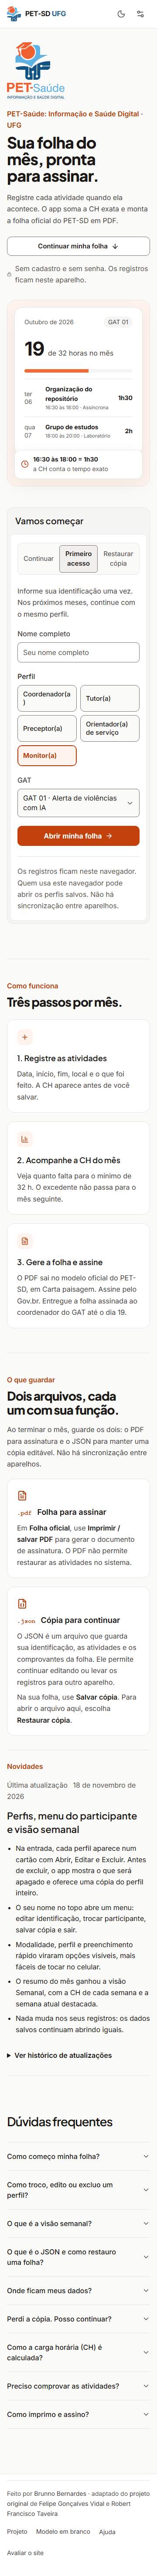 PET-SD UFG
PET-Saúde
INFORMAÇÃO E SAÚDE DIGITAL
PET-Saúde: Informação e Saúde Digital ·
UFG
Sua folha do
mês, pronta
para assinar.
Registre cada atividade quando ela
acontece. O app soma a CH exata e monta
a folha oficial do PET-SD em PDF.
Continuar minha folha
Sem cadastro e sem senha. Os registros
ficam neste aparelho.
Outubro de 2026
GAT 01
19 de 32 horas no mês
ter
06
Organização do
repositório
16:30 às 18:00 · Assíncrona
1h30
qua
07
Grupo de estudos
18:00 às 20:00 · Laboratório
2h
16:30 às 18:00 = 1h30
a CH conta o tempo exato
Vamos começar
Continuar
Primeiro
acesso
Restaurar
cópia
Informe sua identificação uma vez.
Nos próximos meses, continue com
o mesmo perfil.
Nome completo
Seu nome completo
Perfil
Coordenador(a
)
Tutor(a)
Preceptor(a)
Orientador(a)
de serviço
Monitor(a)
GAT
GAT 01 · Alerta de violências
com IA
Abrir minha folha
Os registros ficam neste navegador.
Quem usa este navegador pode
abrir os perfis salvos. Não há
sincronização entre aparelhos.
Como funciona
Três passos por mês.
1. Registre as atividades
Data, início, fim, local e o que foi
feito. A CH aparece antes de você
salvar.
2. Acompanhe a CH do mês
Veja quanto falta para o mínimo de
32 h. O excedente não passa para o
mês seguinte.
3. Gere a folha e assine
O PDF sai no modelo oficial do PET-
SD, em Carta paisagem. Assine pelo
Gov.br. Entregue a folha assinada ao
coordenador do GAT até o dia 19.
O que guardar
Dois arquivos, cada
um com sua função.
Ao terminar o mês, guarde os dois: o PDF
para assinatura e o JSON para manter uma
cópia editável. Não há sincronização entre
aparelhos.
.pdf Folha para assinar
Em Folha oficial, use Imprimir /
salvar PDF para gerar o documento
de assinatura. O PDF não permite
restaurar as atividades no sistema.
.json Cópia para continuar
O JSON é um arquivo que guarda
sua identificação, as atividades e os
comprovantes da folha. Ele permite
continuar editando ou levar os
registros para outro aparelho.
Na sua folha, use Salvar cópia. Para
abrir o arquivo aqui, escolha
Restaurar cópia.
Novidades
Última atualização 18 de novembro de
2026
Perfis, menu do participante
e visão semanal
• Na entrada, cada perfil aparece num
cartão com Abrir, Editar e Excluir. Antes
de excluir, o app mostra o que será
apagado e oferece uma cópia do perfil
inteiro.
• O seu nome no topo abre um menu:
editar identificação, trocar participante,
salvar cópia e sair.
• Modalidade, perfil e preenchimento
rápido viraram opções visíveis, mais
fáceis de tocar no celular.
• O resumo do mês ganhou a visão
Semanal, com a CH de cada semana e a
semana atual destacada.
• Nada muda nos seus registros: os dados
salvos continuam abrindo iguais.
Ver histórico de atualizações
Dúvidas frequentes
Como começo minha folha?
Como troco, edito ou excluo um
perfil?
O que é a visão semanal?
O que é o JSON e como restauro
uma folha?
Onde ficam meus dados?
Perdi a cópia. Posso continuar?
Como a carga horária (CH) é
calculada?
Preciso comprovar as atividades?
Como imprimo e assino?
Feito por Brunno Bernardes · adaptado do projeto
original de Felipe Gonçalves Vidal e Robert
Francisco Taveira
Projeto Modelo em branco Ajuda
Avaliar o site